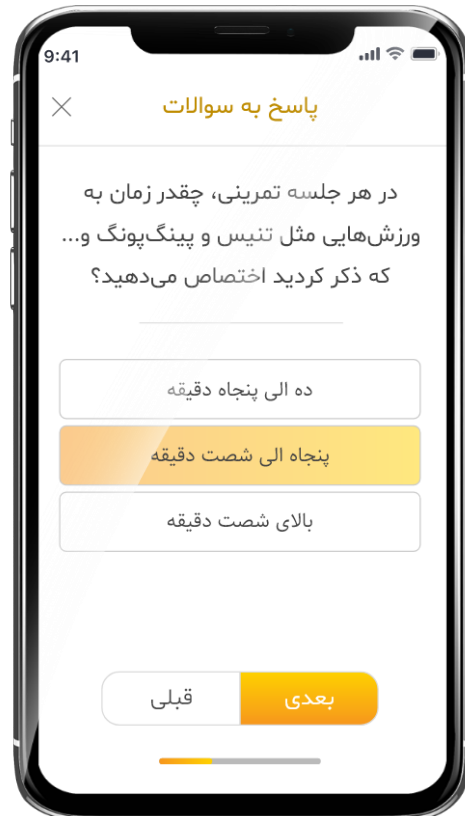 9:41
پاسخ به سوالات
در هر جلسه تمرینی، چقدر زمان به
ورزش‌هایی مثل تنیس و پینگ‌پونگ و...
که ذکر کردید اختصاص می‌دهید؟
ده الی پنجاه دقیقه
پنجاه الی شصت دقیقه
بالای شصت دقیقه
بعدی
قبلی